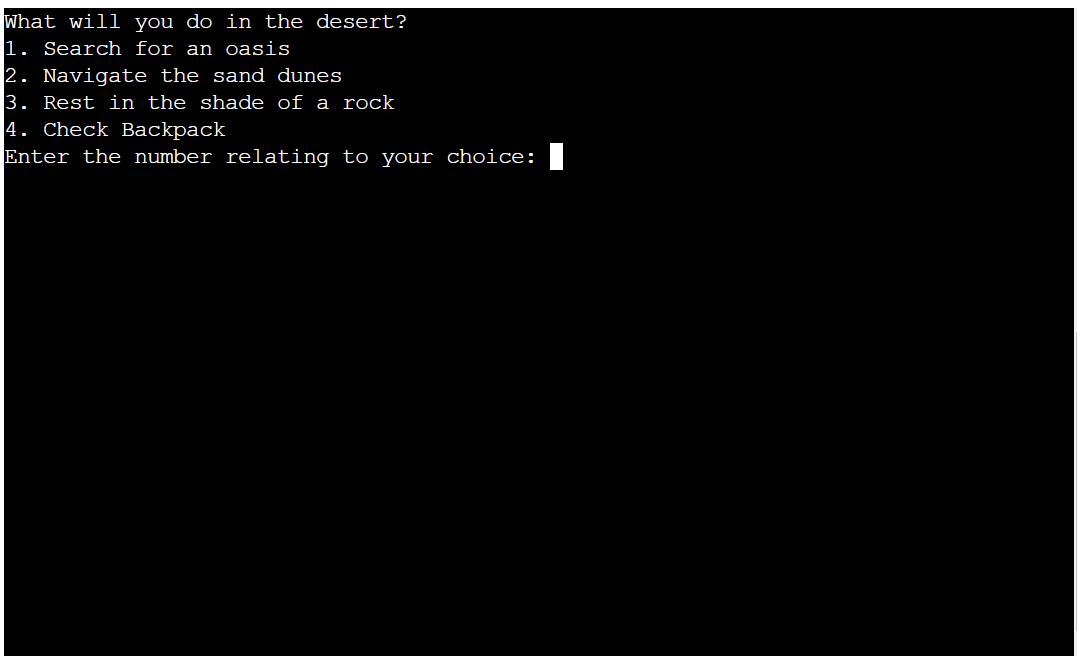 What will you do in the desert?
1. Search for an oasis
2. Navigate the sand dunes
3. Rest in the shade of a rock
4. Check Backpack
Enter the number relating to your choice: